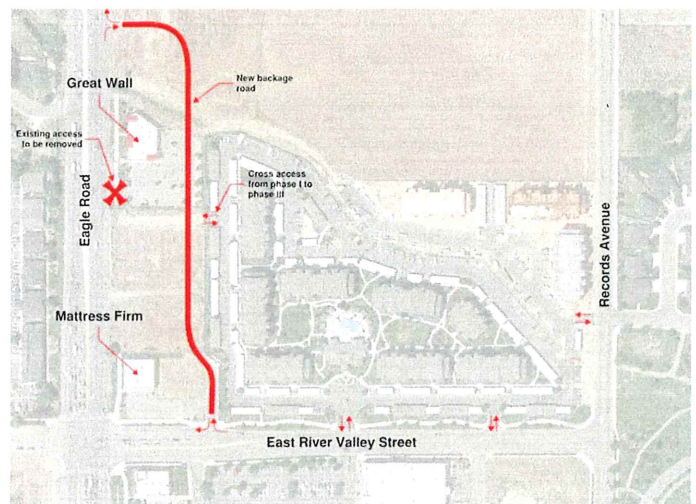 New backage
road
Great Wall
Existing access
to be removed
Cross access
from phase I to
phase III
Eagle Road
Records Avenue
Mattress Firm
East River Valley Street